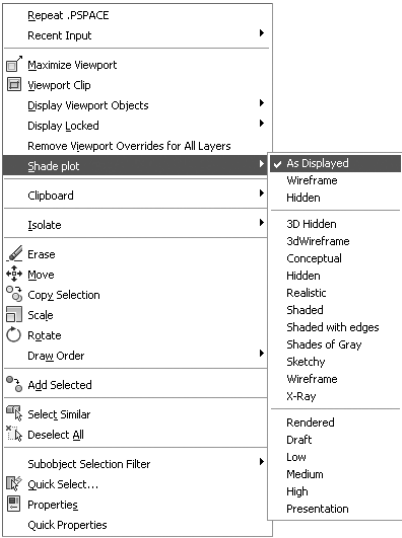 Repeat .PSPACE
Recent Input
Maximize Viewport
Viewport Clip
Display Viewport Objects
Display Locked
Remove Viewport Overrides for All Layers
Shade plot
Clipboard
Isolate
Erase
Move
Copy Selection
Scale
Rotate
Draw Order
Add Selected
Select Similar
Deselect All
Subobject Selection Filter
Quick Select...
Properties
Quick Properties
As Displayed
Wireframe
Hidden
3D Hidden
3dWireframe
Conceptual
Hidden
Realistic
Shaded
Shaded with edges
Shades of Gray
Sketchy
Wireframe
X-Ray
Rendered
Draft
Low
Medium
High
Presentation